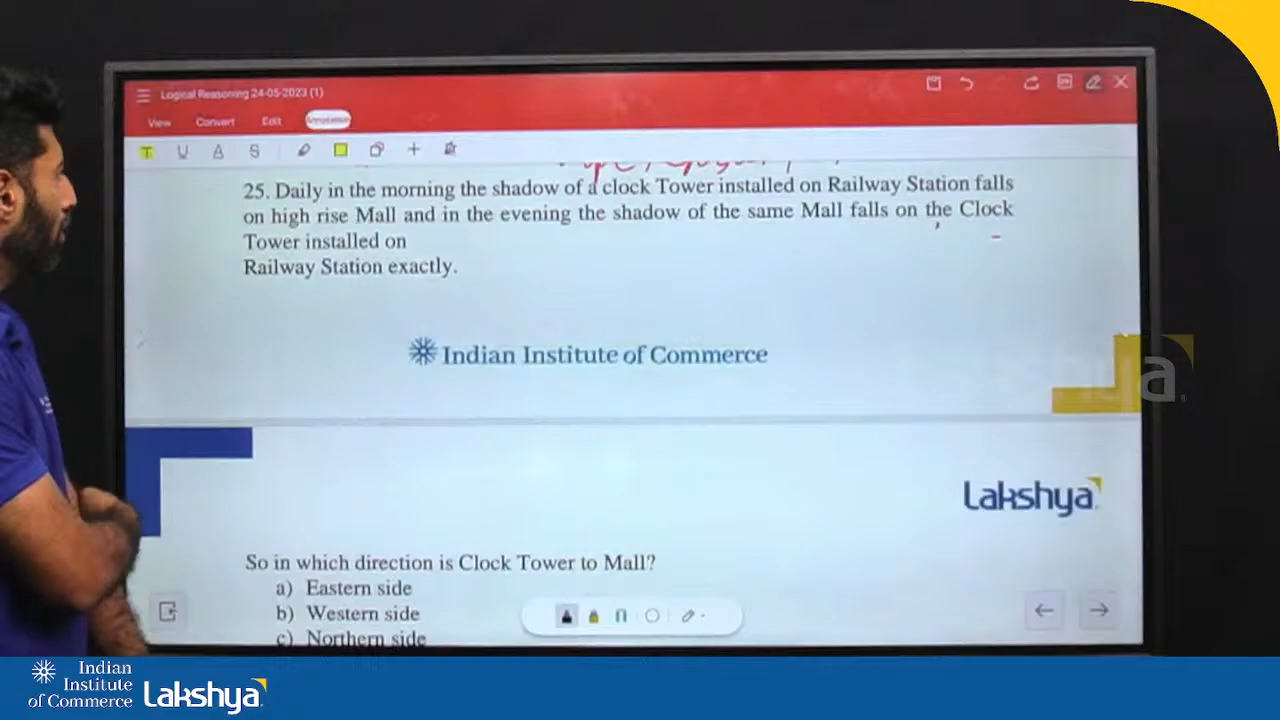 Logical Reasoning 24-05-2023 (1)
View Convert Edit Annotation
T U A S
25. Daily in the morning the shadow of a clock Tower installed on Railway Station falls
on high rise Mall and in the evening the shadow of the same Mall falls on the Clock
Tower installed on
Railway Station exactly.
Indian Institute of Commerce
Lakshya
So in which direction is Clock Tower to Mall?
a) Eastern side
b) Western side
c) Northern side
Indian
Institute
of Commerce
Lakshya